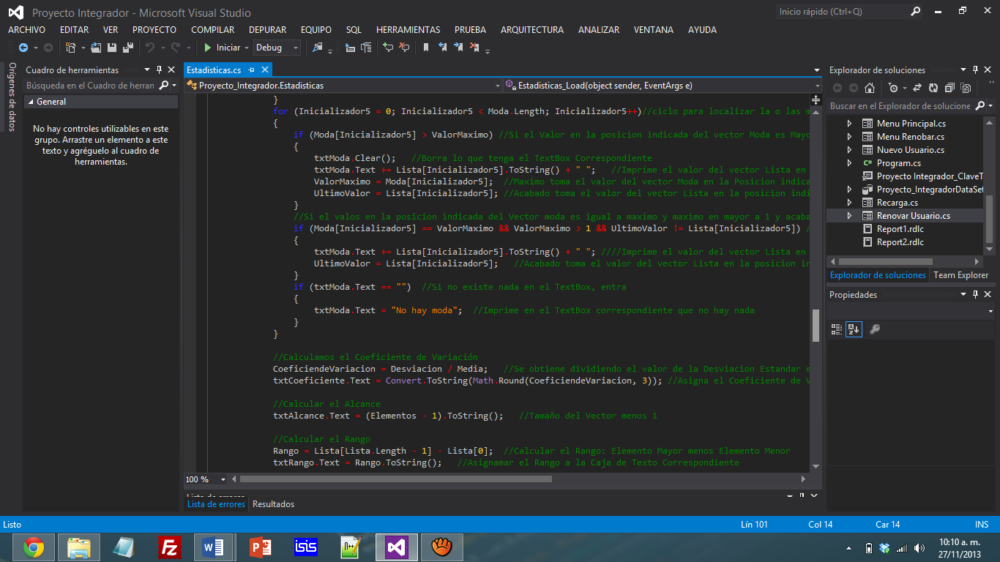 Proyecto Integrador - Microsoft Visual Studio
Inicio rápido (Ctrl+Q)
ARCHIVO EDITAR VER PROYECTO COMPILAR DEPURAR EQUIPO SQL HERRAMIENTAS PRUEBA ARQUITECTURA ANALIZAR VENTANA AYUDA
Iniciar Debug
Orígenes de datos
Cuadro de herramientas
Búsqueda en el Cuadro de herran
General
No hay controles utilizables en este
grupo. Arrastre un elemento a este
texto y agréguelo al cuadro de
herramientas.
Estadisticas.cs
Proyecto_Integrador.Estadisticas
Estadisticas_Load(object sender, EventArgs e)
}
for (Inicializador5 = 0; Inicializador5 < Moda.Length; Inicializador5++)//ciclo para localizar la o las m
{
if (Moda[Inicializador5] > ValorMaximo) //Si el Valor en la posicion indicada del vector Moda es Mayo
{
txtModa.Clear();   //Borra lo que tenga el TextBox Correspondiente
txtModa.Text += Lista[Inicializador5].ToString() + " ";   //Imprime el valor del vector Lista en
ValorMaximo = Moda[Inicializador5];  //Maximo toma el valor del vector Moda en la Posicion indica
UltimoValor = Lista[Inicializador5]; //Acabado toma el valor del vector Lista en la posicion indi
}
//Si el valos en la posicion indicada del Vector moda es igual a maximo y maximo en mayor a 1 y acaba
if (Moda[Inicializador5] == ValorMaximo && ValorMaximo > 1 && UltimoValor != Lista[Inicializador5]) /
{
txtModa.Text += Lista[Inicializador5].ToString() + " "; ////Imprime el valor del vector Lista en
UltimoValor = Lista[Inicializador5];   //Acabado toma el valor del vector Lista en la posicion in
}
if (txtModa.Text == "")  //Si no existe nada en el TextBox, entra
{
txtModa.Text = "No hay moda";  //Imprime en el TextBox correspondiente que no hay nada
}
}
//Calculamos el Coeficiente de Variación
CoeficiendeVariacion = Desviacion / Media;   //Se obtiene dividiendo el valor de la Desviacion Estandar e
txtCoeficiente.Text = Convert.ToString(Math.Round(CoeficiendeVariacion, 3)); //Asigna el Coeficiente de V
//Calcular el Alcance
txtAlcance.Text = (Elementos - 1).ToString();   //Tamaño del Vector menos 1
//Calcular el Rango
Rango = Lista[Lista.Length - 1] - Lista[0];  //Calcular el Rango: Elemento Mayor menos Elemento Menor
txtRango.Text = Rango.ToString();   //Asignamar el Rango a la Caja de Texto Correspondiente
100 %
Lista de errores
Lista de errores Resultados
Explorador de soluciones
Buscar en el Explorador de solucione
Menu Principal.cs
Menu Renobar.cs
Nuevo Usuario.cs
C# Program.cs
Proyecto Integrador_ClaveT
Proyecto_IntegradorDataSet
Recarga.cs
Renovar Usuario.cs
Report1.rdlc
Report2.rdlc
Explorador de soluciones Team Explorer
Propiedades
Listo
Lín 101 Col 14 Car 14 INS
isis
10:10 a. m.
27/11/2013